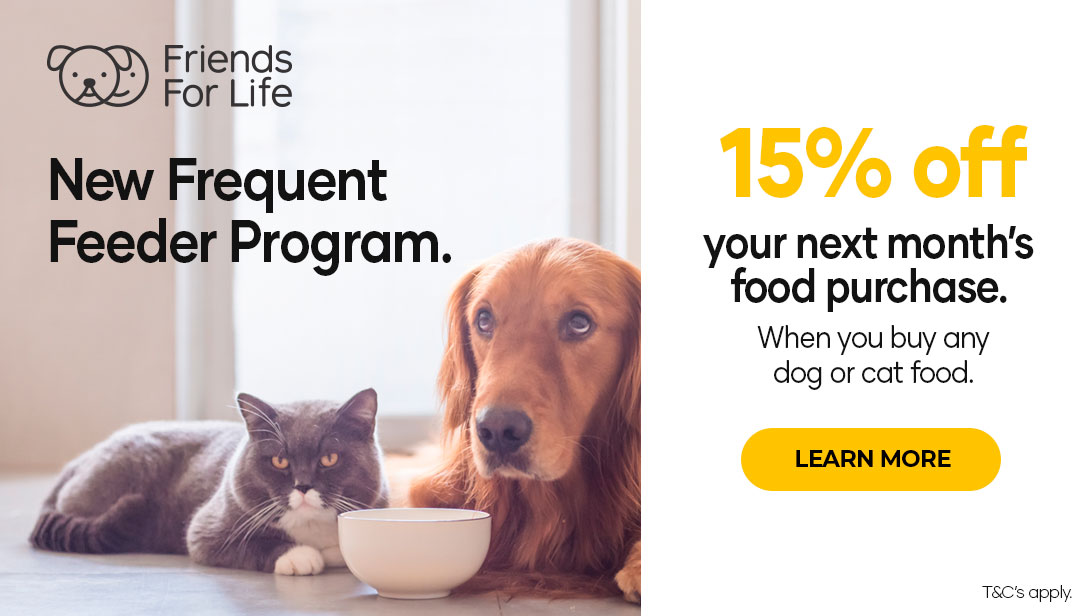 Friends
For Life
New Frequent
Feeder Program.
15% off
your next month's
food purchase.
When you buy any
dog or cat food.
LEARN MORE
T&C's apply.